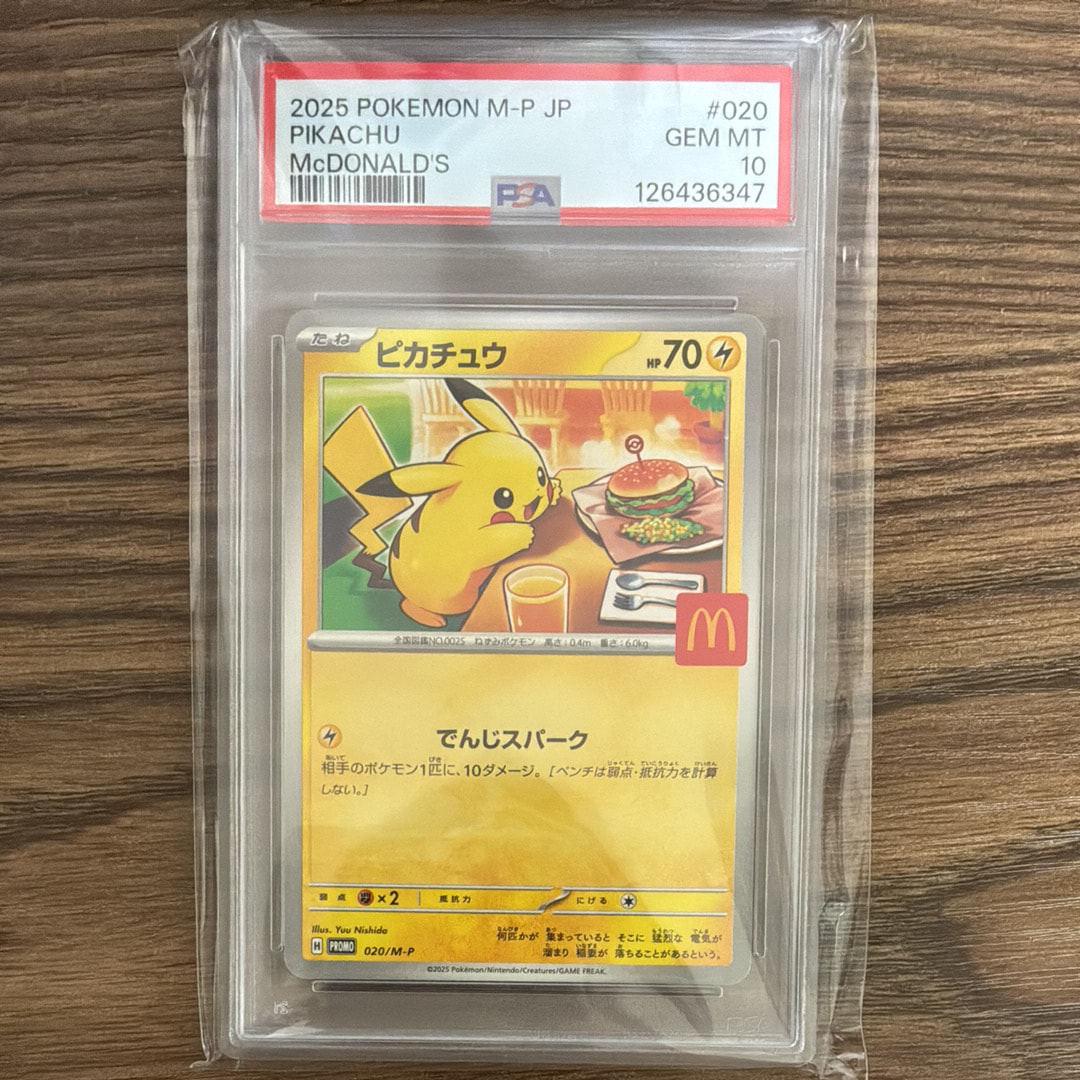 2025 POKEMON M-P JP #020
PIKACHU GEM MT
McDONALD'S 10
PSA 126436347
たね ピカチュウ HP70
全国図鑑NO.0025 ねずみポケモン 高さ:0.4m 重さ:6.0kg
でんじスパーク
相手のポケモン1匹に、10ダメージ。[ベンチは弱点・抵抗力を計算
しない。]
弱点 ×2 抵抗力 にげる
Illus. Yuu Nishida
何匹かが 集まっていると そこに 猛烈な 電気が
H PROMO 020/M-P 溜まり 稲妻が 落ちることがあるという。
©2025 Pokémon/Nintendo/Creatures/GAME FREAK.